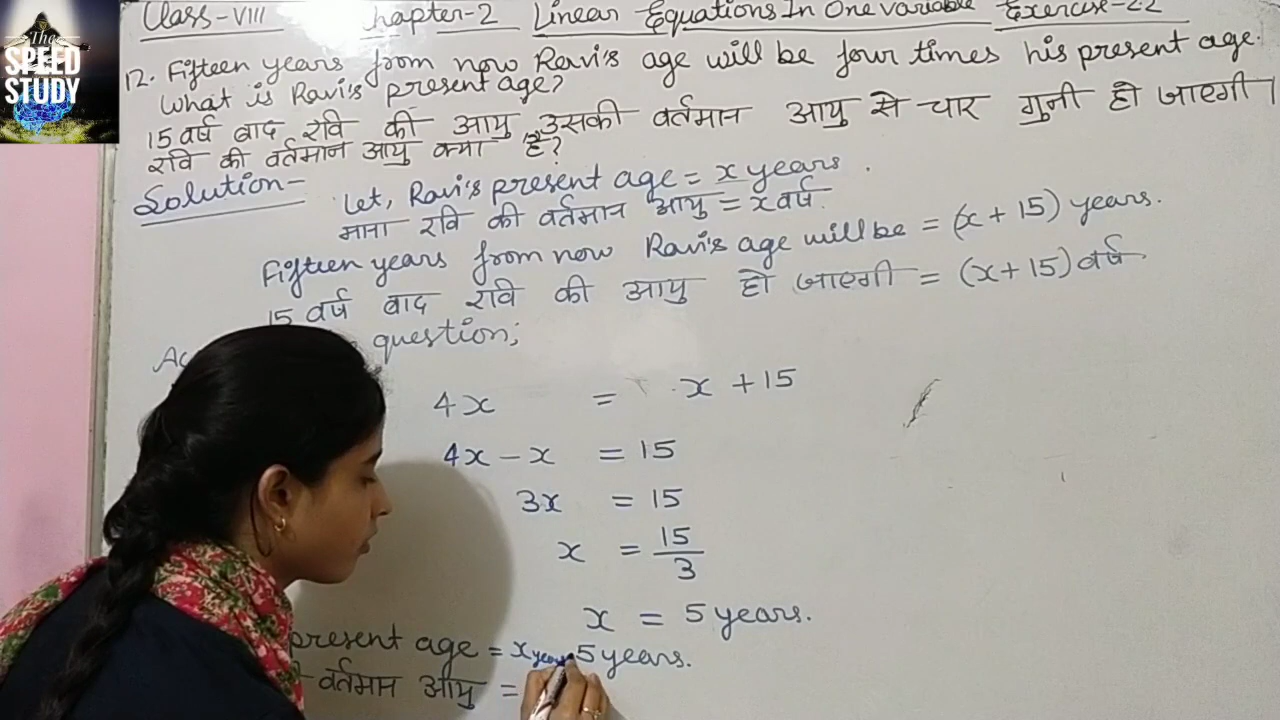 The
SPEED
STUDY
Class-VIII Chapter-2 Linear Equations In One variable Exercise-2.2
12. Fifteen years from now Ravi's age will be four times his present age.
What is Ravi's present age?
15 वर्ष बाद रवि की आयु उसकी वर्तमान आयु से चार गुनी हो जाएगी।
रवि की वर्तमान आयु क्या है?
Solution- Let, Ravi's present age = x years
माना रवि की वर्तमान आयु = x वर्ष.
Fifteen years from now Ravi's age will be = (x + 15) years.
15 वर्ष बाद रवि की आयु हो जाएगी = (x+15) वर्ष
question;
4x = x + 15
4x - x = 15
3x = 15
x = 15/3
x = 5 years.
present age = x years 5 years.
वर्तमान आयु =